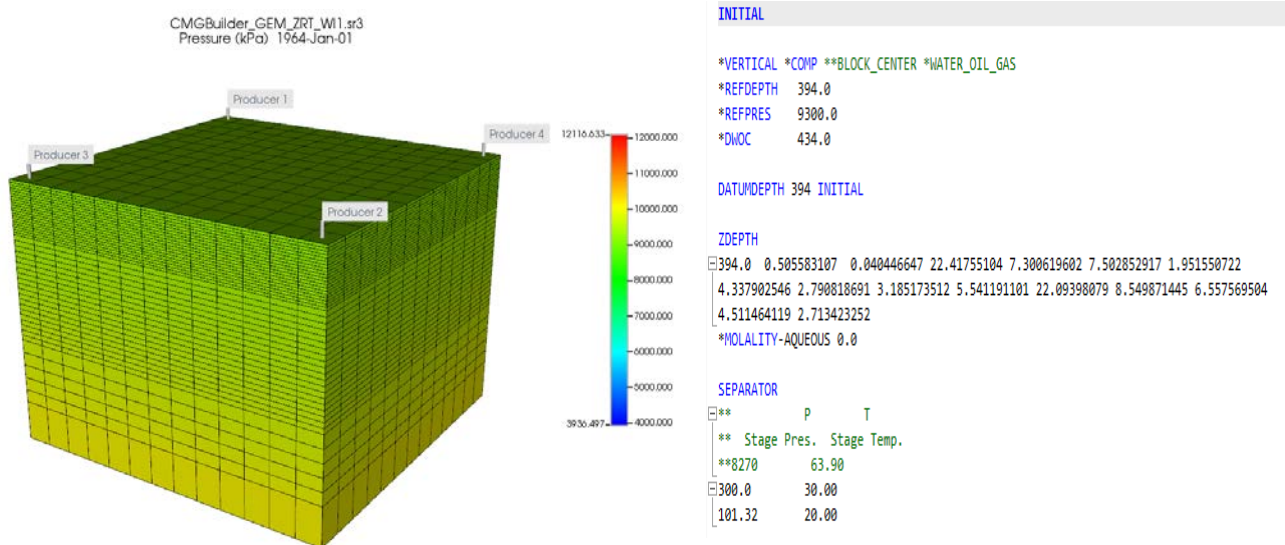 CMGBuilder_GEM_ZRT_WI1.sr3
Pressure (kPa) 1964-Jan-01
Producer 1
Producer 4
Producer 3
Producer 2
12116.633
12000.000
11000.000
10000.000
9000.000
8000.000
7000.000
6000.000
5000.000
3936.497
4000.000
INITIAL
*VERTICAL *COMP **BLOCK_CENTER *WATER_OIL_GAS
*REFDEPTH 394.0
*REFPRES 9300.0
*DWOC 434.0
DATUMDEPTH 394 INITIAL
ZDEPTH
394.0 0.505583107 0.040446647 22.41755104 7.300619602 7.502852917 1.951550722
4.337902546 2.790818691 3.185173512 5.541191101 22.09398079 8.549871445 6.557569504
4.511464119 2.713423252
*MOLALITY-AQUEOUS 0.0
SEPARATOR
** P T
** Stage Pres. Stage Temp.
**8270 63.90
300.0 30.00
101.32 20.00